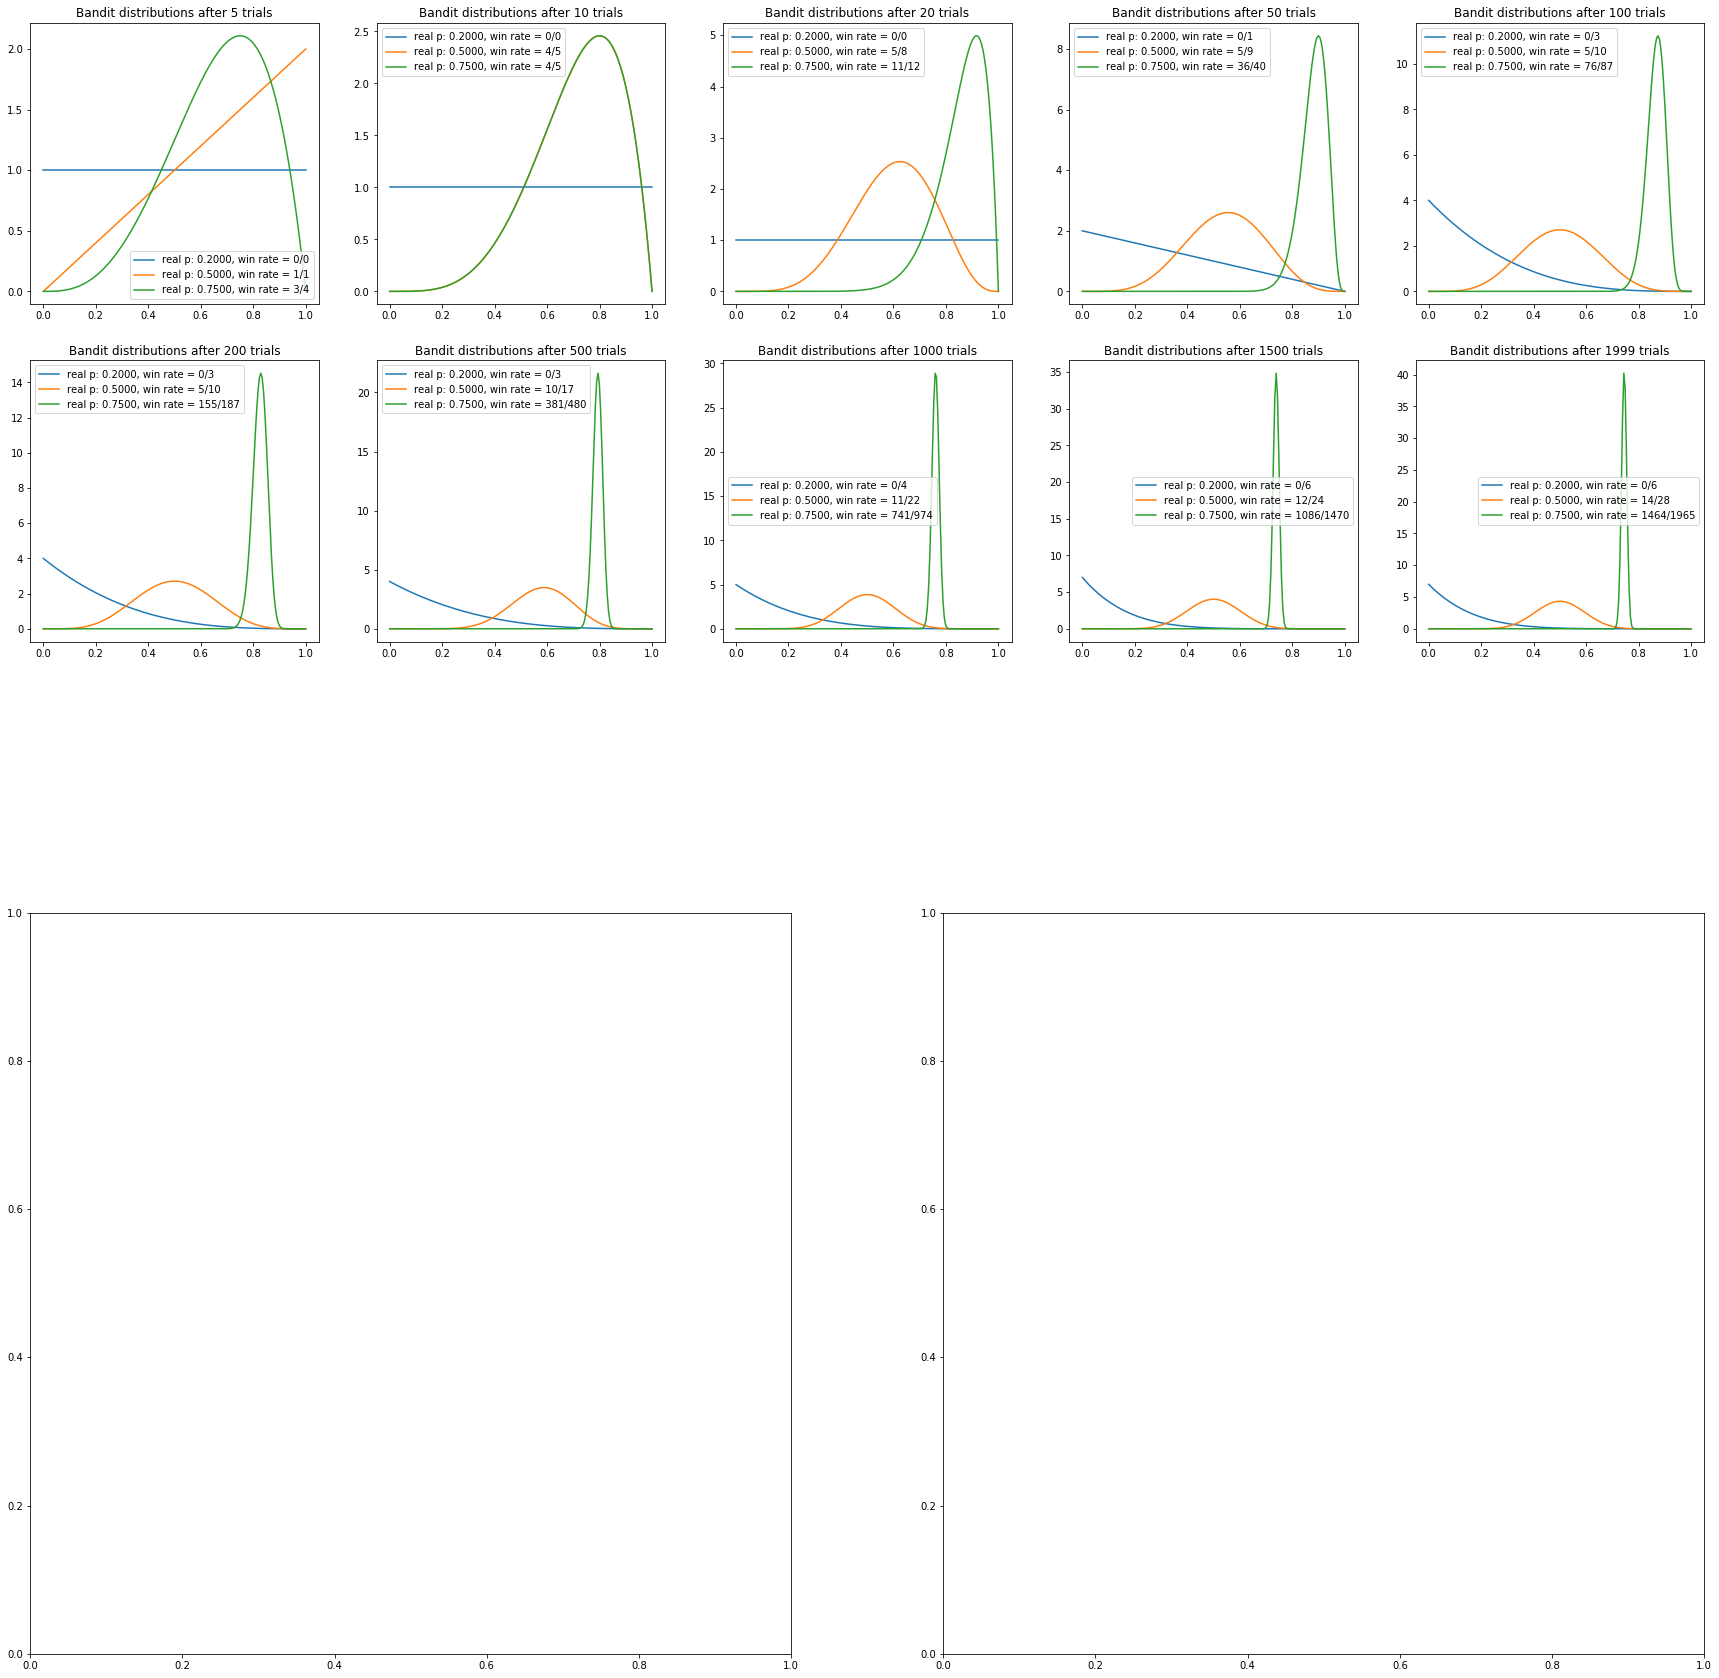 Bandit distributions after 5 trials
2.0
1.5
1.0
0.5
0.0
real p: 0.2000, win rate = 0/0
real p: 0.5000, win rate = 1/1
real p: 0.7500, win rate = 3/4
0.0 0.2 0.4 0.6 0.8 1.0
Bandit distributions after 10 trials
2.5
2.0
1.5
1.0
0.5
0.0
real p: 0.2000, win rate = 0/0
real p: 0.5000, win rate = 4/5
real p: 0.7500, win rate = 4/5
0.0 0.2 0.4 0.6 0.8 1.0
Bandit distributions after 20 trials
5
4
3
2
1
0
real p: 0.2000, win rate = 0/0
real p: 0.5000, win rate = 5/8
real p: 0.7500, win rate = 11/12
0.0 0.2 0.4 0.6 0.8 1.0
Bandit distributions after 50 trials
8
6
4
2
0
real p: 0.2000, win rate = 0/1
real p: 0.5000, win rate = 5/9
real p: 0.7500, win rate = 36/40
0.0 0.2 0.4 0.6 0.8 1.0
Bandit distributions after 100 trials
10
8
6
4
2
0
real p: 0.2000, win rate = 0/3
real p: 0.5000, win rate = 5/10
real p: 0.7500, win rate = 76/87
0.0 0.2 0.4 0.6 0.8 1.0
Bandit distributions after 200 trials
14
12
10
8
6
4
2
0
real p: 0.2000, win rate = 0/3
real p: 0.5000, win rate = 5/10
real p: 0.7500, win rate = 155/187
0.0 0.2 0.4 0.6 0.8 1.0
Bandit distributions after 500 trials
20
15
10
5
0
real p: 0.2000, win rate = 0/3
real p: 0.5000, win rate = 10/17
real p: 0.7500, win rate = 381/480
0.0 0.2 0.4 0.6 0.8 1.0
Bandit distributions after 1000 trials
30
25
20
15
10
5
0
real p: 0.2000, win rate = 0/4
real p: 0.5000, win rate = 11/22
real p: 0.7500, win rate = 741/974
0.0 0.2 0.4 0.6 0.8 1.0
Bandit distributions after 1500 trials
35
30
25
20
15
10
5
0
real p: 0.2000, win rate = 0/6
real p: 0.5000, win rate = 12/24
real p: 0.7500, win rate = 1086/1470
0.0 0.2 0.4 0.6 0.8 1.0
Bandit distributions after 1999 trials
40
35
30
25
20
15
10
5
0
real p: 0.2000, win rate = 0/6
real p: 0.5000, win rate = 14/28
real p: 0.7500, win rate = 1464/1965
0.0 0.2 0.4 0.6 0.8 1.0
1.0
0.8
0.6
0.4
0.2
0.0
0.0 0.2 0.4 0.6 0.8 1.0
1.0
0.8
0.6
0.4
0.2
0.0
0.0 0.2 0.4 0.6 0.8 1.0